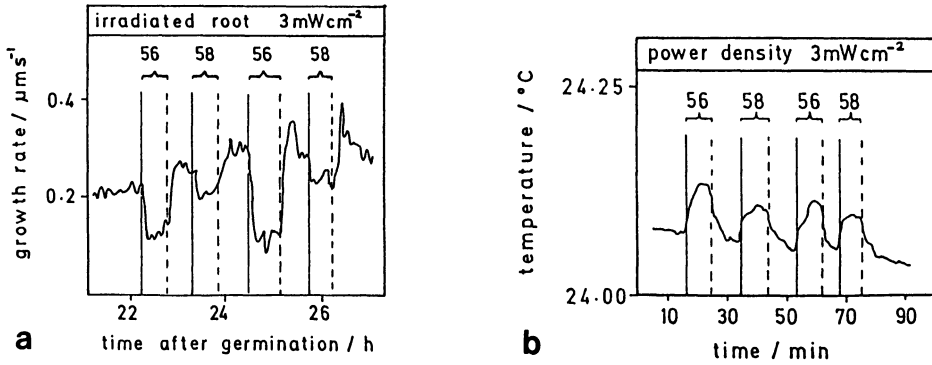 irradiated root 3mWcm⁻²
56 58 56 58
growth rate / µms⁻¹
0.4
0.2
22 24 26
time after germination / h
a
power density 3mWcm⁻²
24.25
56 58 56 58
temperature / °C
24.00
10 30 50 70 90
time / min
b